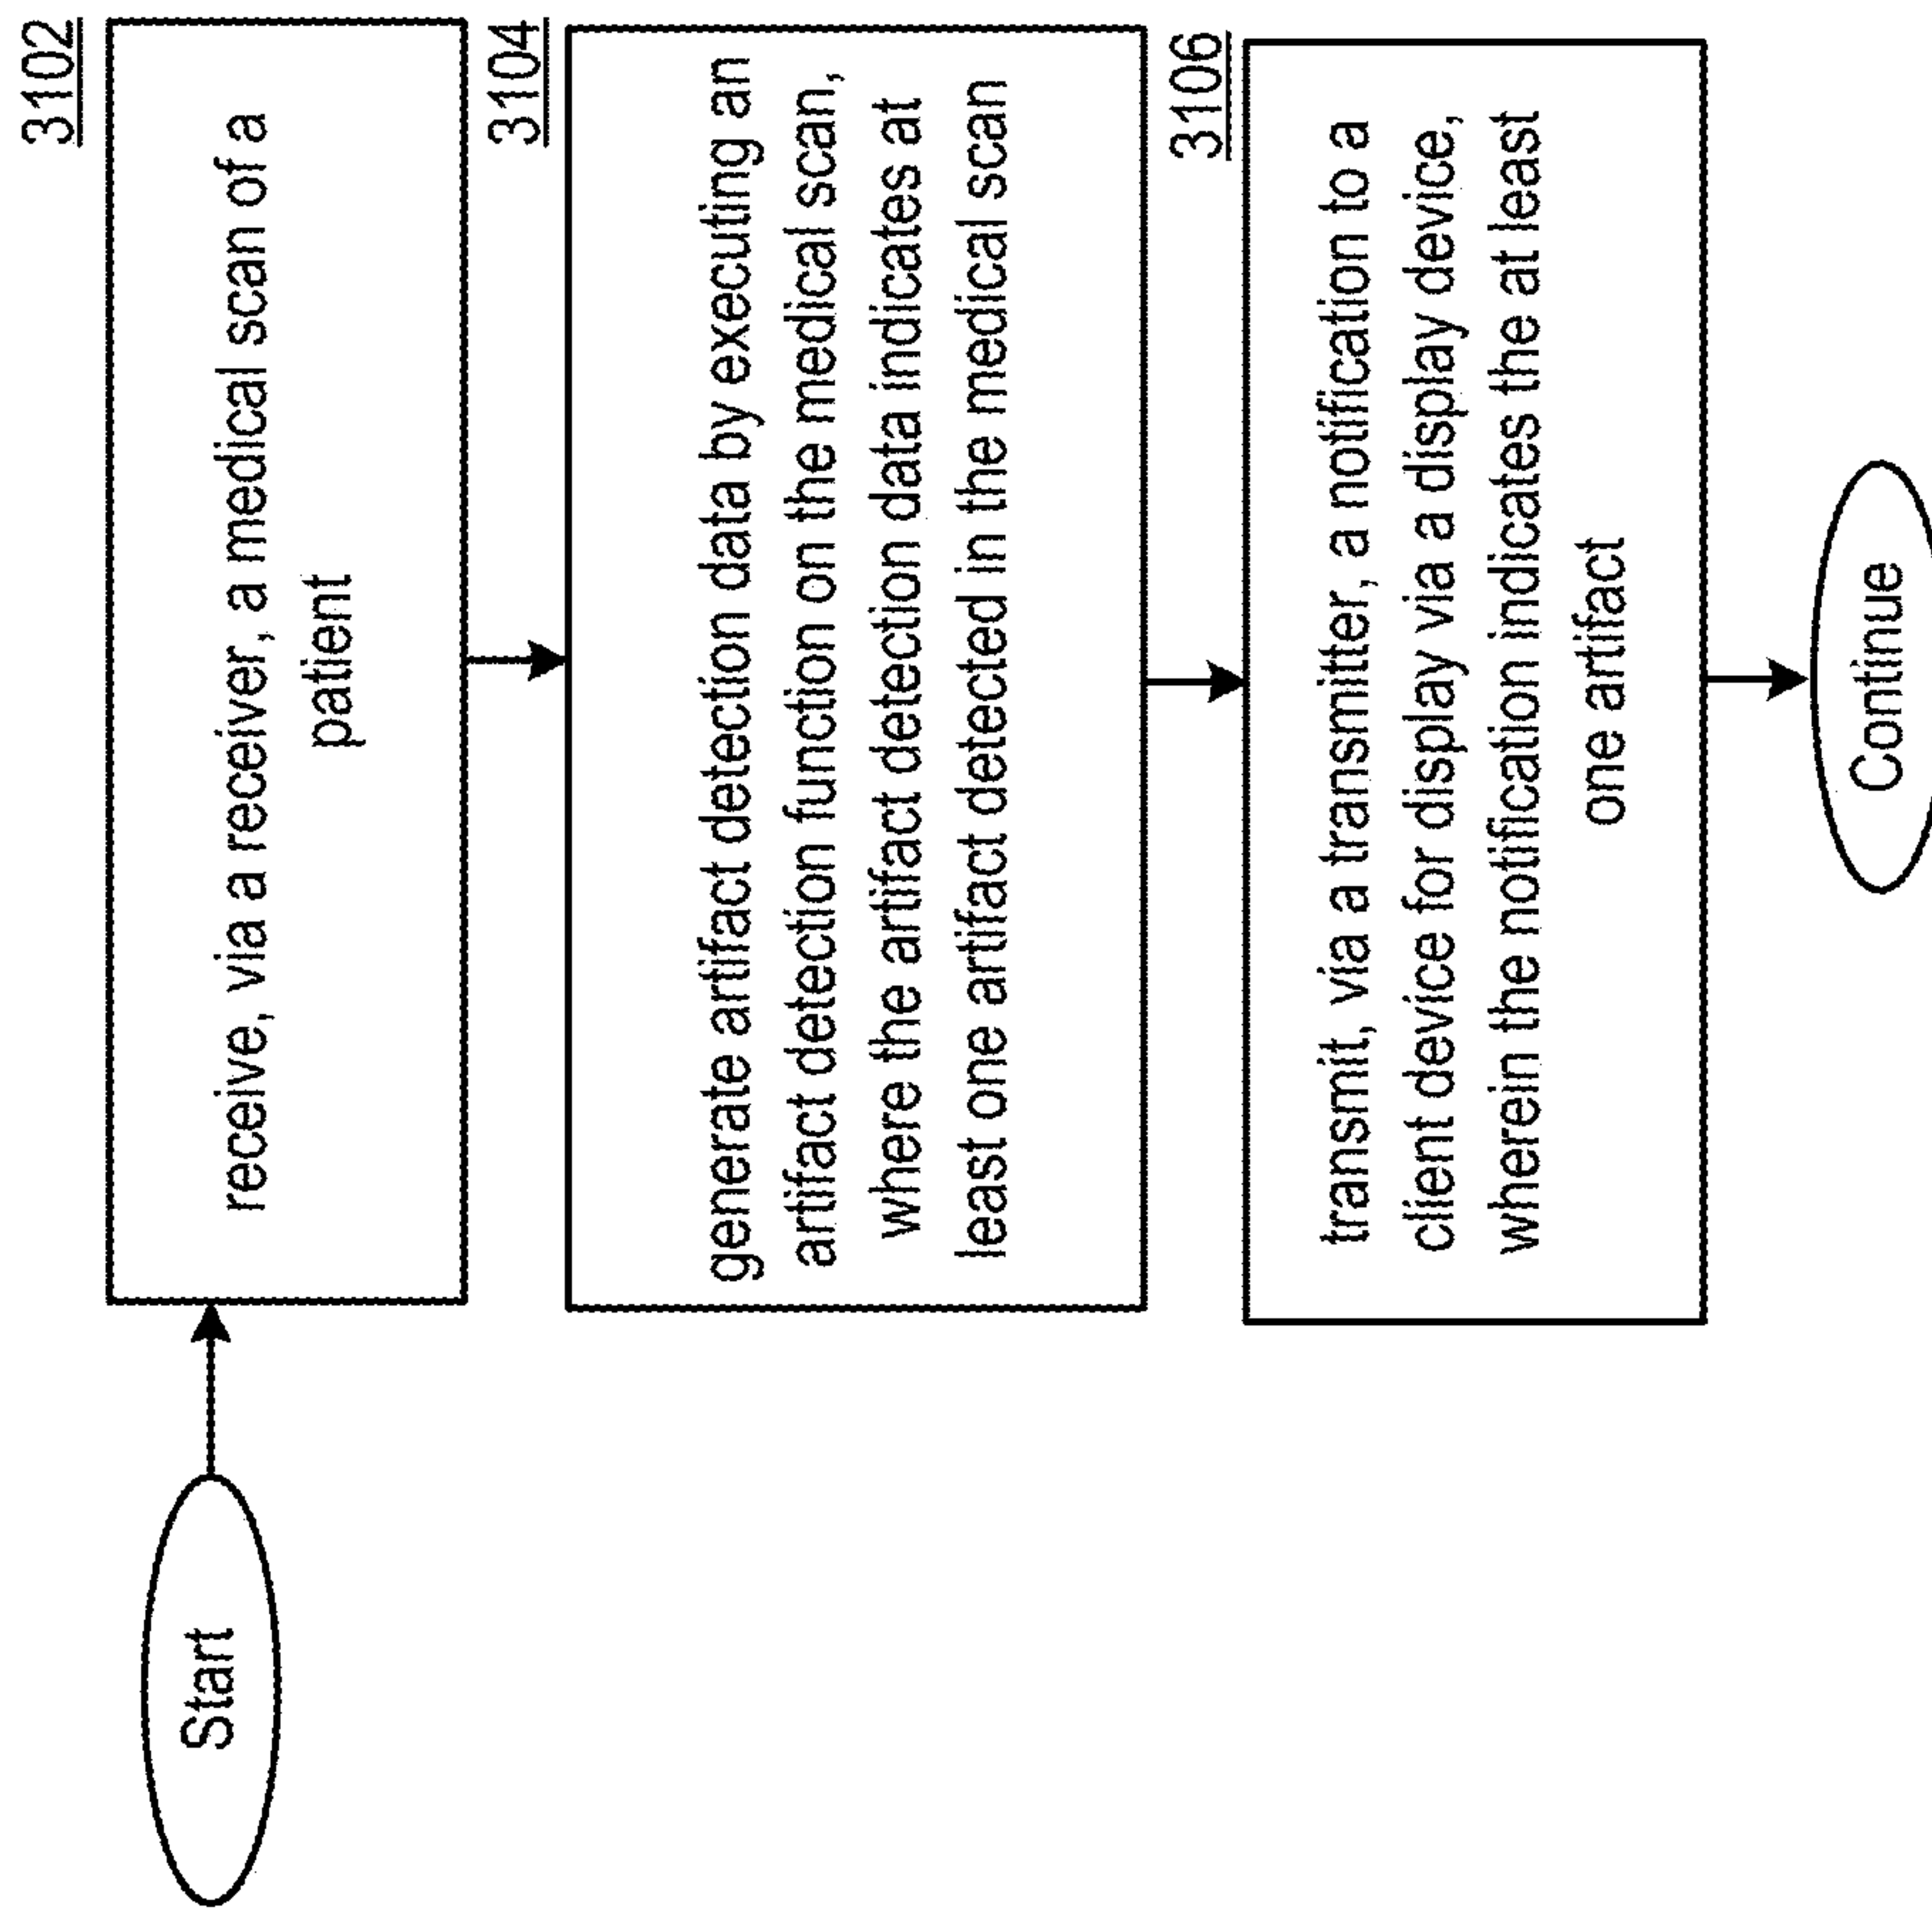 3102
Start
receive, via a receiver, a medical scan of a
patient
3104
generate artifact detection data by executing an
artifact detection function on the medical scan,
where the artifact detection data indicates at
least one artifact detected in the medical scan
3106
transmit, via a transmitter, a notification to a
client device for display via a display device,
wherein the notification indicates the at least
one artifact
Continue